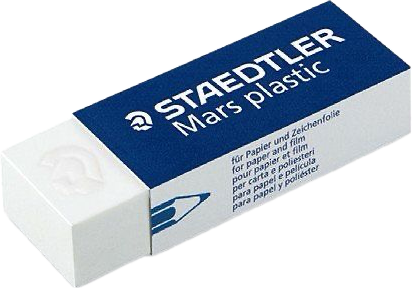 STAEDTLER
Mars plastic
für Papier und Zeichenfolie
for paper and film
pour papier et film
per carta e poliesteri
para papel e película
para papel y poliéster